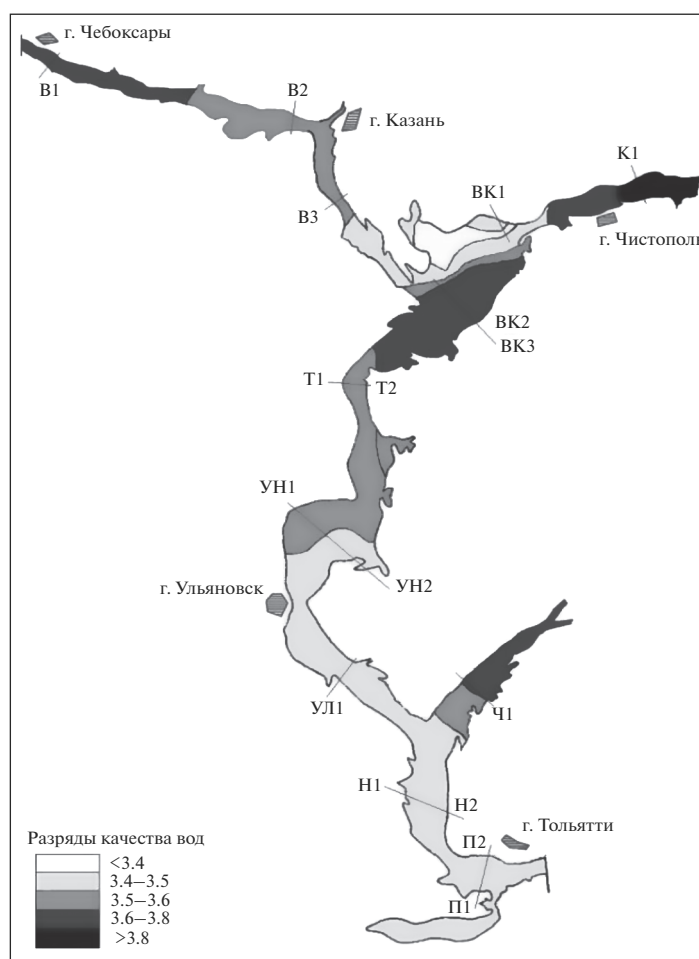 г. Чебоксары
В1
В2
г. Казань
К1
ВК1
В3
г. Чистополь
ВК2
ВК3
Т1
Т2
УН1
г. Ульяновск
УН2
УЛ1
Ч1
Н1
Н2
г. Тольятти
П2
Разряды качества вод
<3.4
3.4–3.5
3.5–3.6
3.6–3.8
>3.8
П1